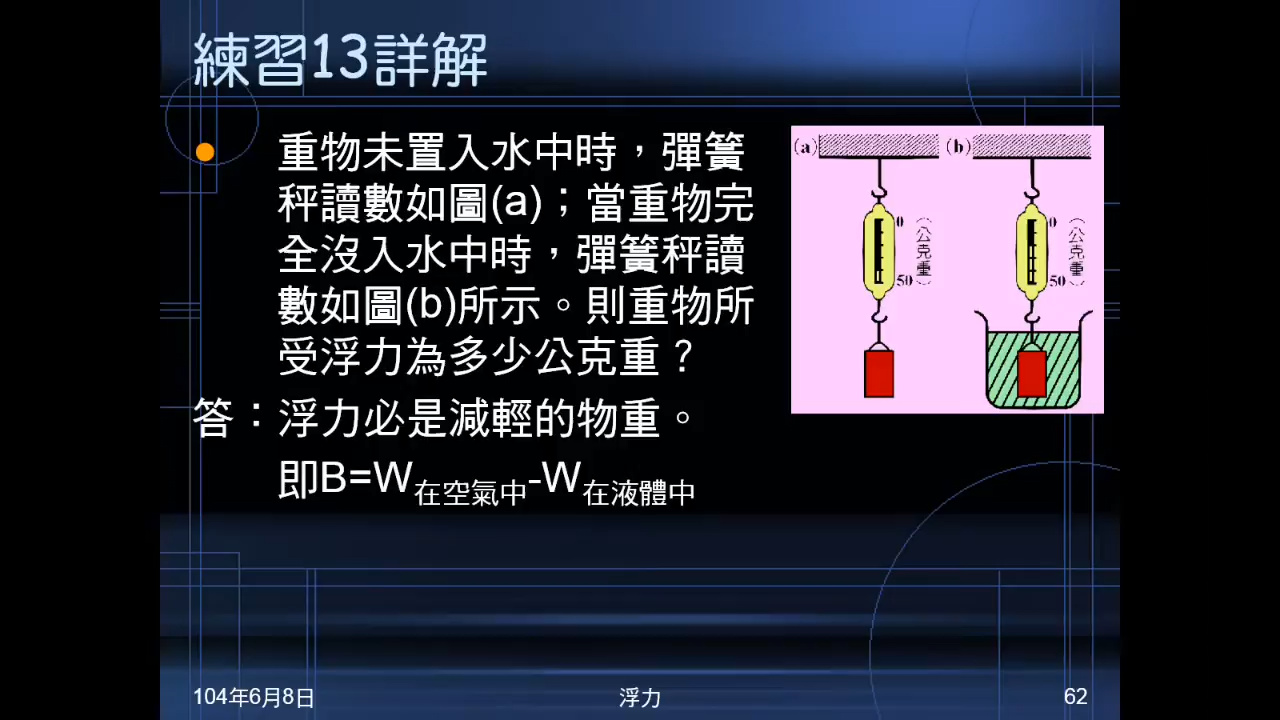 練習13詳解
重物未置入水中時，彈簧
秤讀數如圖(a)；當重物完
全沒入水中時，彈簧秤讀
數如圖(b)所示。則重物所
受浮力為多少公克重？
答：浮力必是減輕的物重。
即B=W在空氣中-W在液體中
(a)
0
50
（公克重）
(b)
0
50
（公克重）
104年6月8日
浮力
62